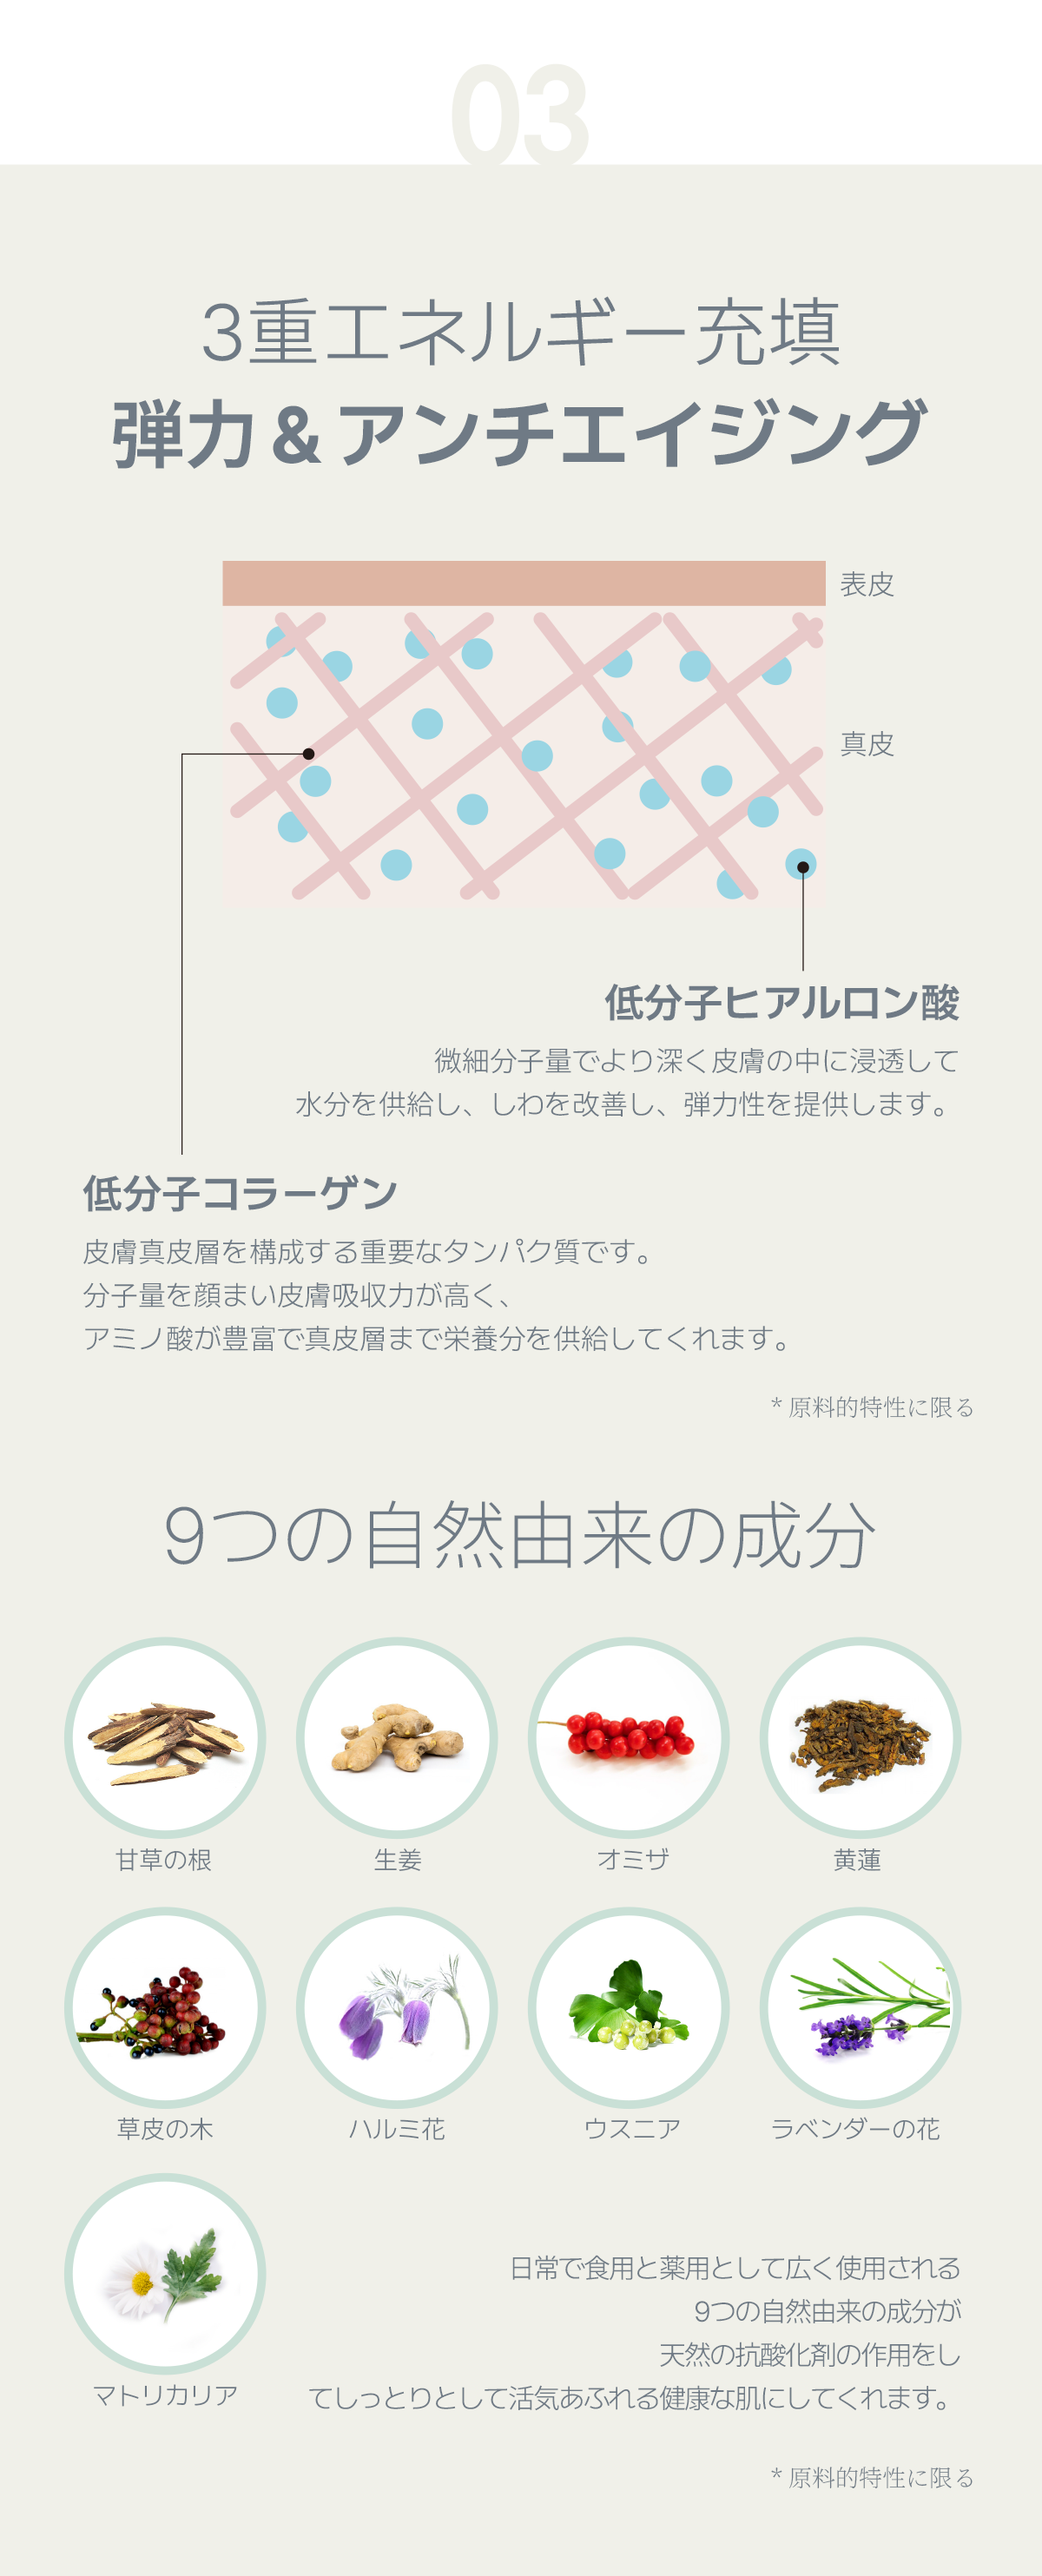 03
3重エネルギー充填
弾力&アンチエイジング
表皮
真皮
低分子ヒアルロン酸
微細分子量でより深く皮膚の中に浸透して
水分を供給し、しわを改善し、弾力性を提供します。
低分子コラーゲン
皮膚真皮層を構成する重要なタンパク質です。
分子量を顔まい皮膚吸収力が高く、
アミノ酸が豊富で真皮層まで栄養分を供給してくれます。
* 原料的特性に限る
9つの自然由来の成分
甘草の根
生姜
オミザ
黄蓮
草皮の木
ハルミ花
ウスニア
ラベンダーの花
マトリカリア
日常で食用と薬用として広く使用される
9つの自然由来の成分が
天然の抗酸化剤の作用をし
てしっとりとして活気あふれる健康な肌にしてくれます。
* 原料的特性に限る